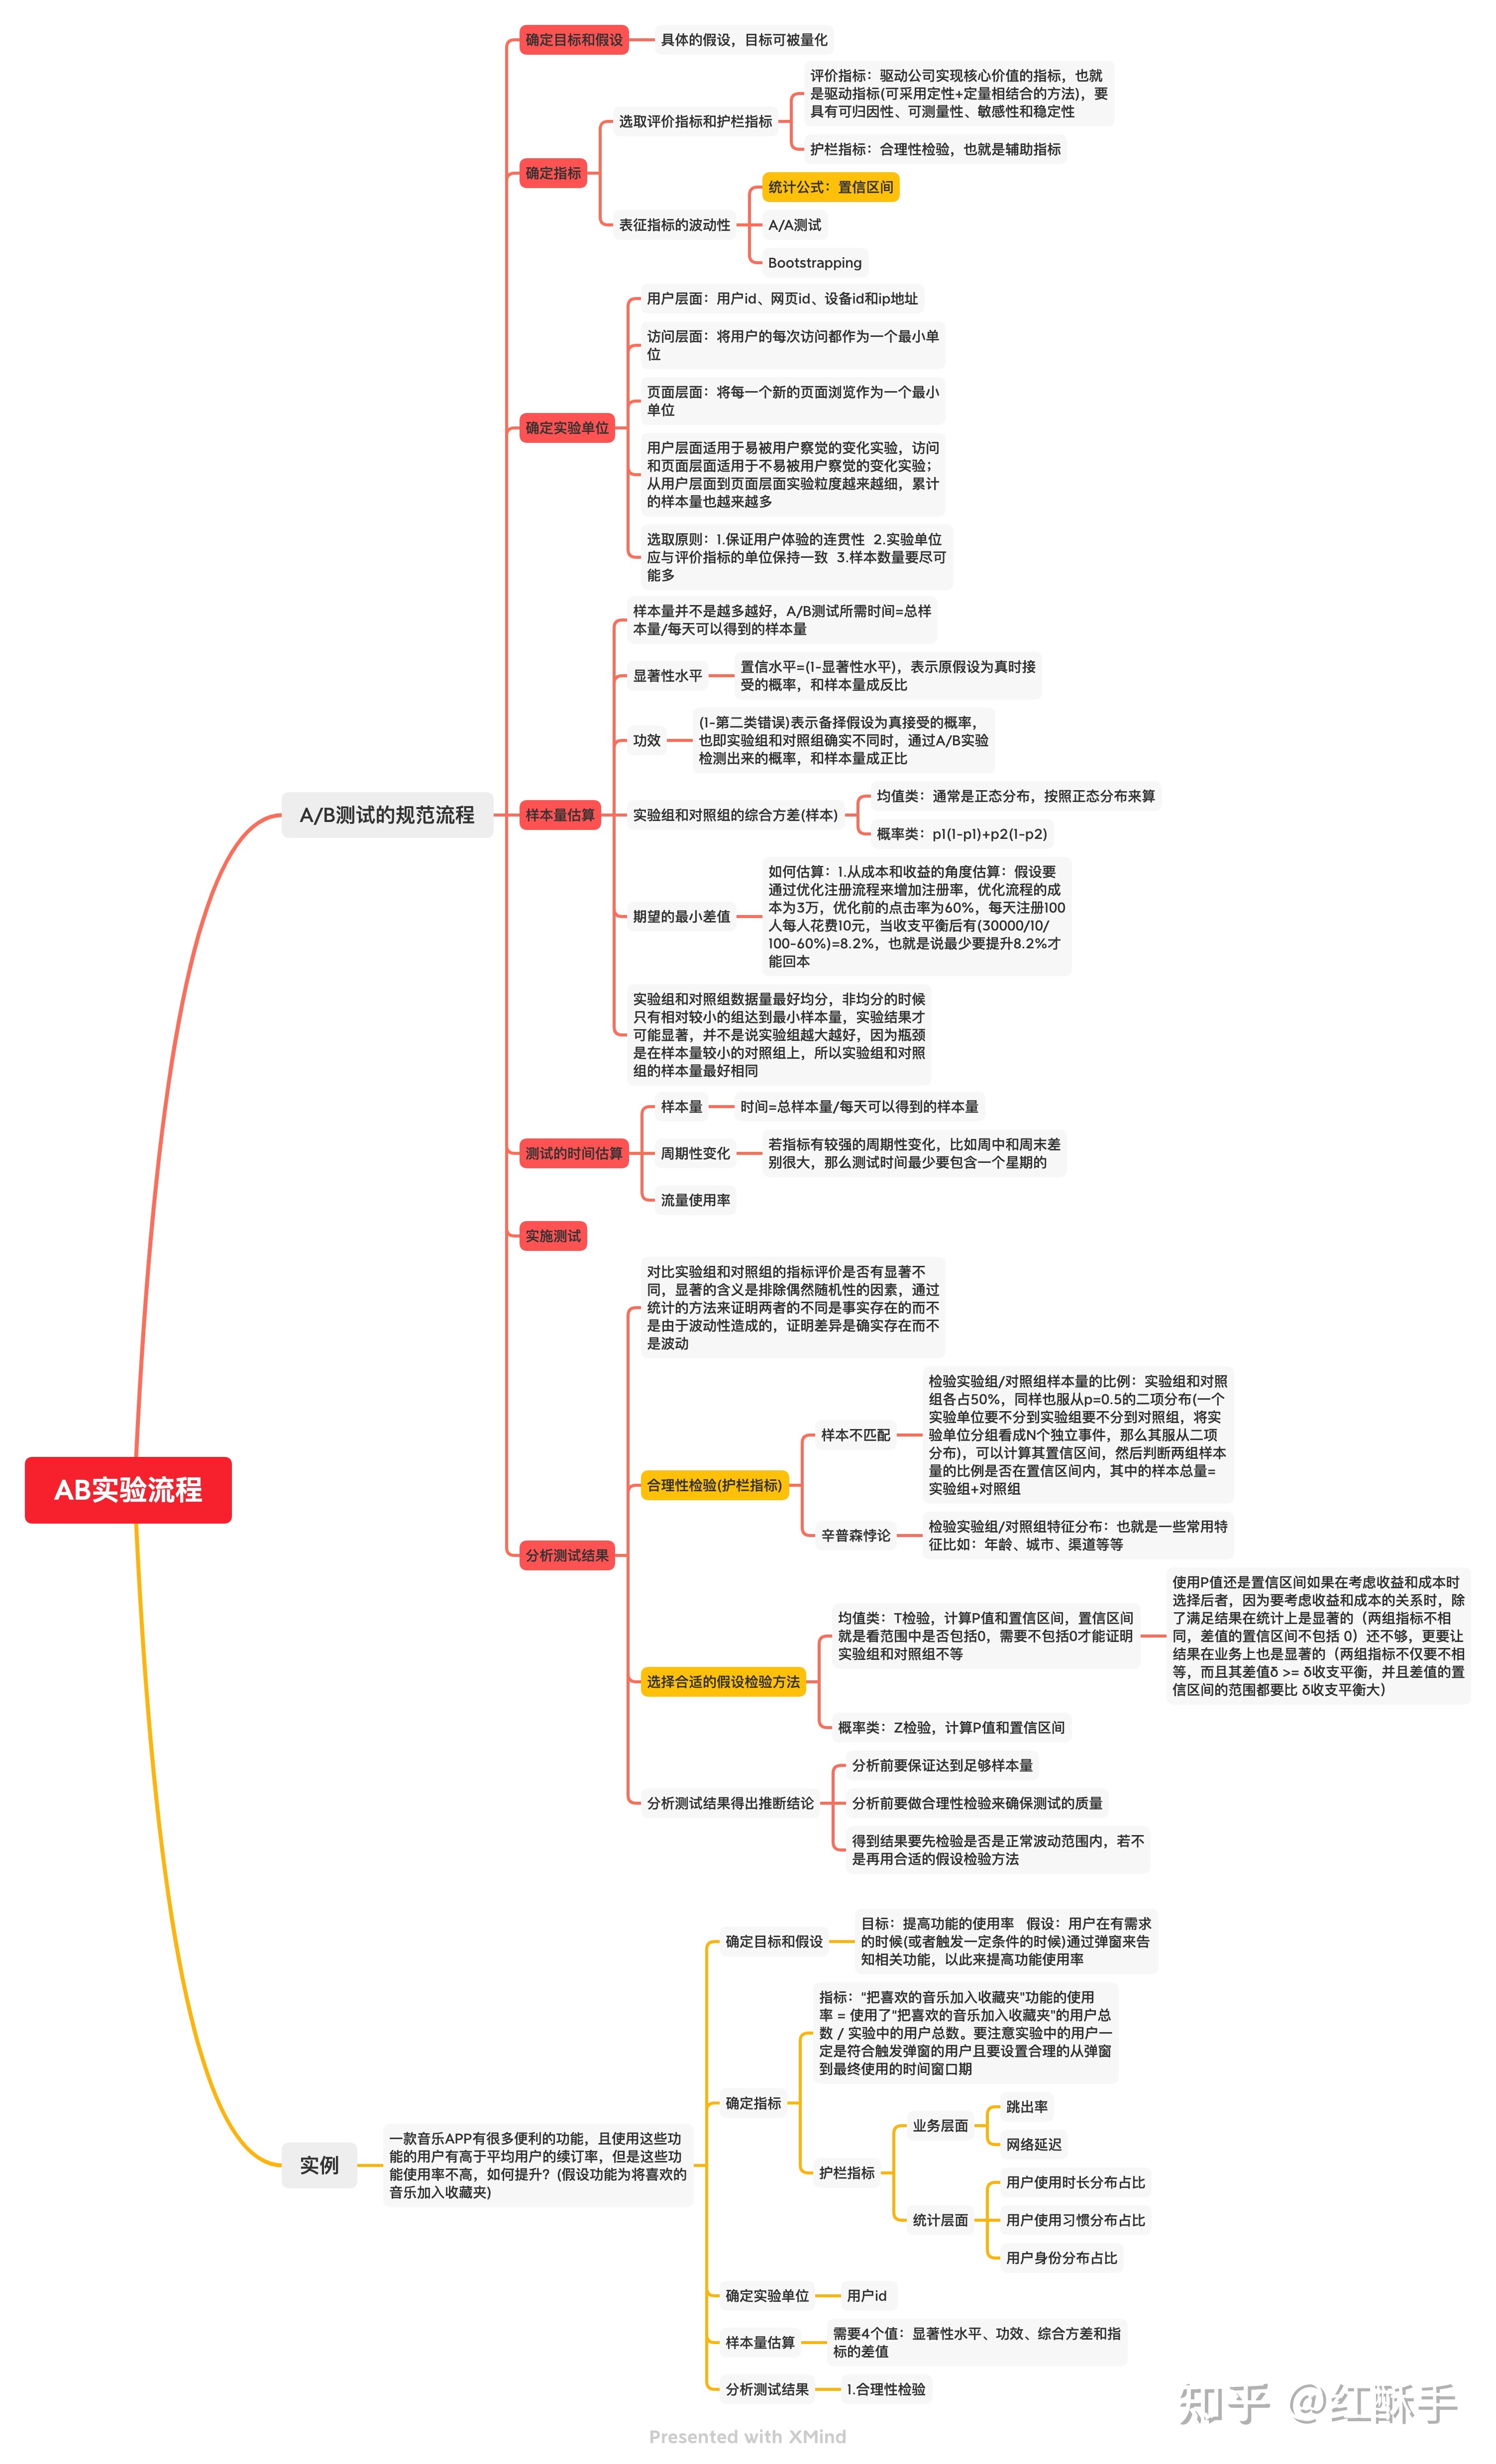 确定目标和假设
具体的假设，目标可被量化
确定指标
选取评价指标和护栏指标
评价指标：驱动公司实现核心价值的指标，也就
是驱动指标(可采用定性+定量相结合的方法)，要
具有可归因性、可测量性、敏感性和稳定性
护栏指标：合理性检验，也就是辅助指标
表征指标的波动性
统计公式：置信区间
A/A测试
Bootstrapping
确定实验单位
用户层面：用户id、网页id、设备id和ip地址
访问层面：将用户的每次访问都作为一个最小单
位
页面层面：将每一个新的页面浏览作为一个最小
单位
用户层面适用于易被用户察觉的变化实验，访问
和页面层面适用于不易被用户察觉的变化实验；
从用户层面到页面层面实验粒度越来越细，累计
的样本量也越来越多
选取原则：1.保证用户体验的连贯性  2.实验单位
应与评价指标的单位保持一致  3.样本数量要尽可
能多
A/B测试的规范流程
样本量估算
样本量并不是越多越好，A/B测试所需时间=总样
本量/每天可以得到的样本量
显著性水平
置信水平=(1-显著性水平)，表示原假设为真时接
受的概率，和样本量成反比
功效
(1-第二类错误)表示备择假设为真接受的概率，
也即实验组和对照组确实不同时，通过A/B实验
检测出来的概率，和样本量成正比
实验组和对照组的综合方差(样本)
均值类：通常是正态分布，按照正态分布来算
概率类：p1(1-p1)+p2(1-p2)
期望的最小差值
如何估算：1.从成本和收益的角度估算：假设要
通过优化注册流程来增加注册率，优化流程的成
本为3万，优化前的点击率为60%，每天注册100
人每人花费10元，当收支平衡后有(30000/10/
100-60%)=8.2%，也就是说最少要提升8.2%才
能回本
实验组和对照组数据量最好均分，非均分的时候
只有相对较小的组达到最小样本量，实验结果才
可能显著，并不是说实验组越大越好，因为瓶颈
是在样本量较小的对照组上，所以实验组和对照
组的样本量最好相同
测试的时间估算
样本量
时间=总样本量/每天可以得到的样本量
周期性变化
若指标有较强的周期性变化，比如周中和周末差
别很大，那么测试时间最少要包含一个星期的
流量使用率
实施测试
AB实验流程
分析测试结果
对比实验组和对照组的指标评价是否有显著不
同，显著的含义是排除偶然随机性的因素，通过
统计的方法来证明两者的不同是事实存在的而不
是由于波动性造成的，证明差异是确实存在而不
是波动
合理性检验(护栏指标)
样本不匹配
检验实验组/对照组样本量的比例：实验组和对照
组各占50%，同样也服从p=0.5的二项分布(一个
实验单位要不分到实验组要不分到对照组，将实
验单位分组看成N个独立事件，那么其服从二项
分布)，可以计算其置信区间，然后判断两组样本
量的比例是否在置信区间内，其中的样本总量=
实验组+对照组
辛普森悖论
检验实验组/对照组特征分布：也就是一些常用特
征比如：年龄、城市、渠道等等
选择合适的假设检验方法
均值类：T检验，计算P值和置信区间，置信区间
就是看范围中是否包括0，需要不包括0才能证明
实验组和对照组不等
使用P值还是置信区间如果在考虑收益和成本时
选择后者，因为要考虑收益和成本的关系时，除
了满足结果在统计上是显著的（两组指标不相
同，差值的置信区间不包括 0）还不够，更要让
结果在业务上也是显著的（两组指标不仅要不相
等，而且其差值δ >= δ收支平衡，并且差值的置
信区间的范围都要比 δ收支平衡大）
概率类：Z检验，计算P值和置信区间
分析测试结果得出推断结论
分析前要保证达到足够样本量
分析前要做合理性检验来确保测试的质量
得到结果要先检验是否是正常波动范围内，若不
是再用合适的假设检验方法
实例
一款音乐APP有很多便利的功能，且使用这些功
能的用户有高于平均用户的续订率，但是这些功
能使用率不高，如何提升？(假设功能为将喜欢的
音乐加入收藏夹)
确定目标和假设
目标：提高功能的使用率   假设：用户在有需求
的时候(或者触发一定条件的时候)通过弹窗来告
知相关功能，以此来提高功能使用率
确定指标
指标："把喜欢的音乐加入收藏夹"功能的使用
率 = 使用了"把喜欢的音乐加入收藏夹"的用户总
数 / 实验中的用户总数。要注意实验中的用户一
定是符合触发弹窗的用户且要设置合理的从弹窗
到最终使用的时间窗口期
护栏指标
业务层面
跳出率
网络延迟
统计层面
用户使用时长分布占比
用户使用习惯分布占比
用户身份分布占比
确定实验单位
用户id
样本量估算
需要4个值：显著性水平、功效、综合方差和指
标的差值
分析测试结果
1.合理性检验
知乎 @红酥手
Presented with XMind